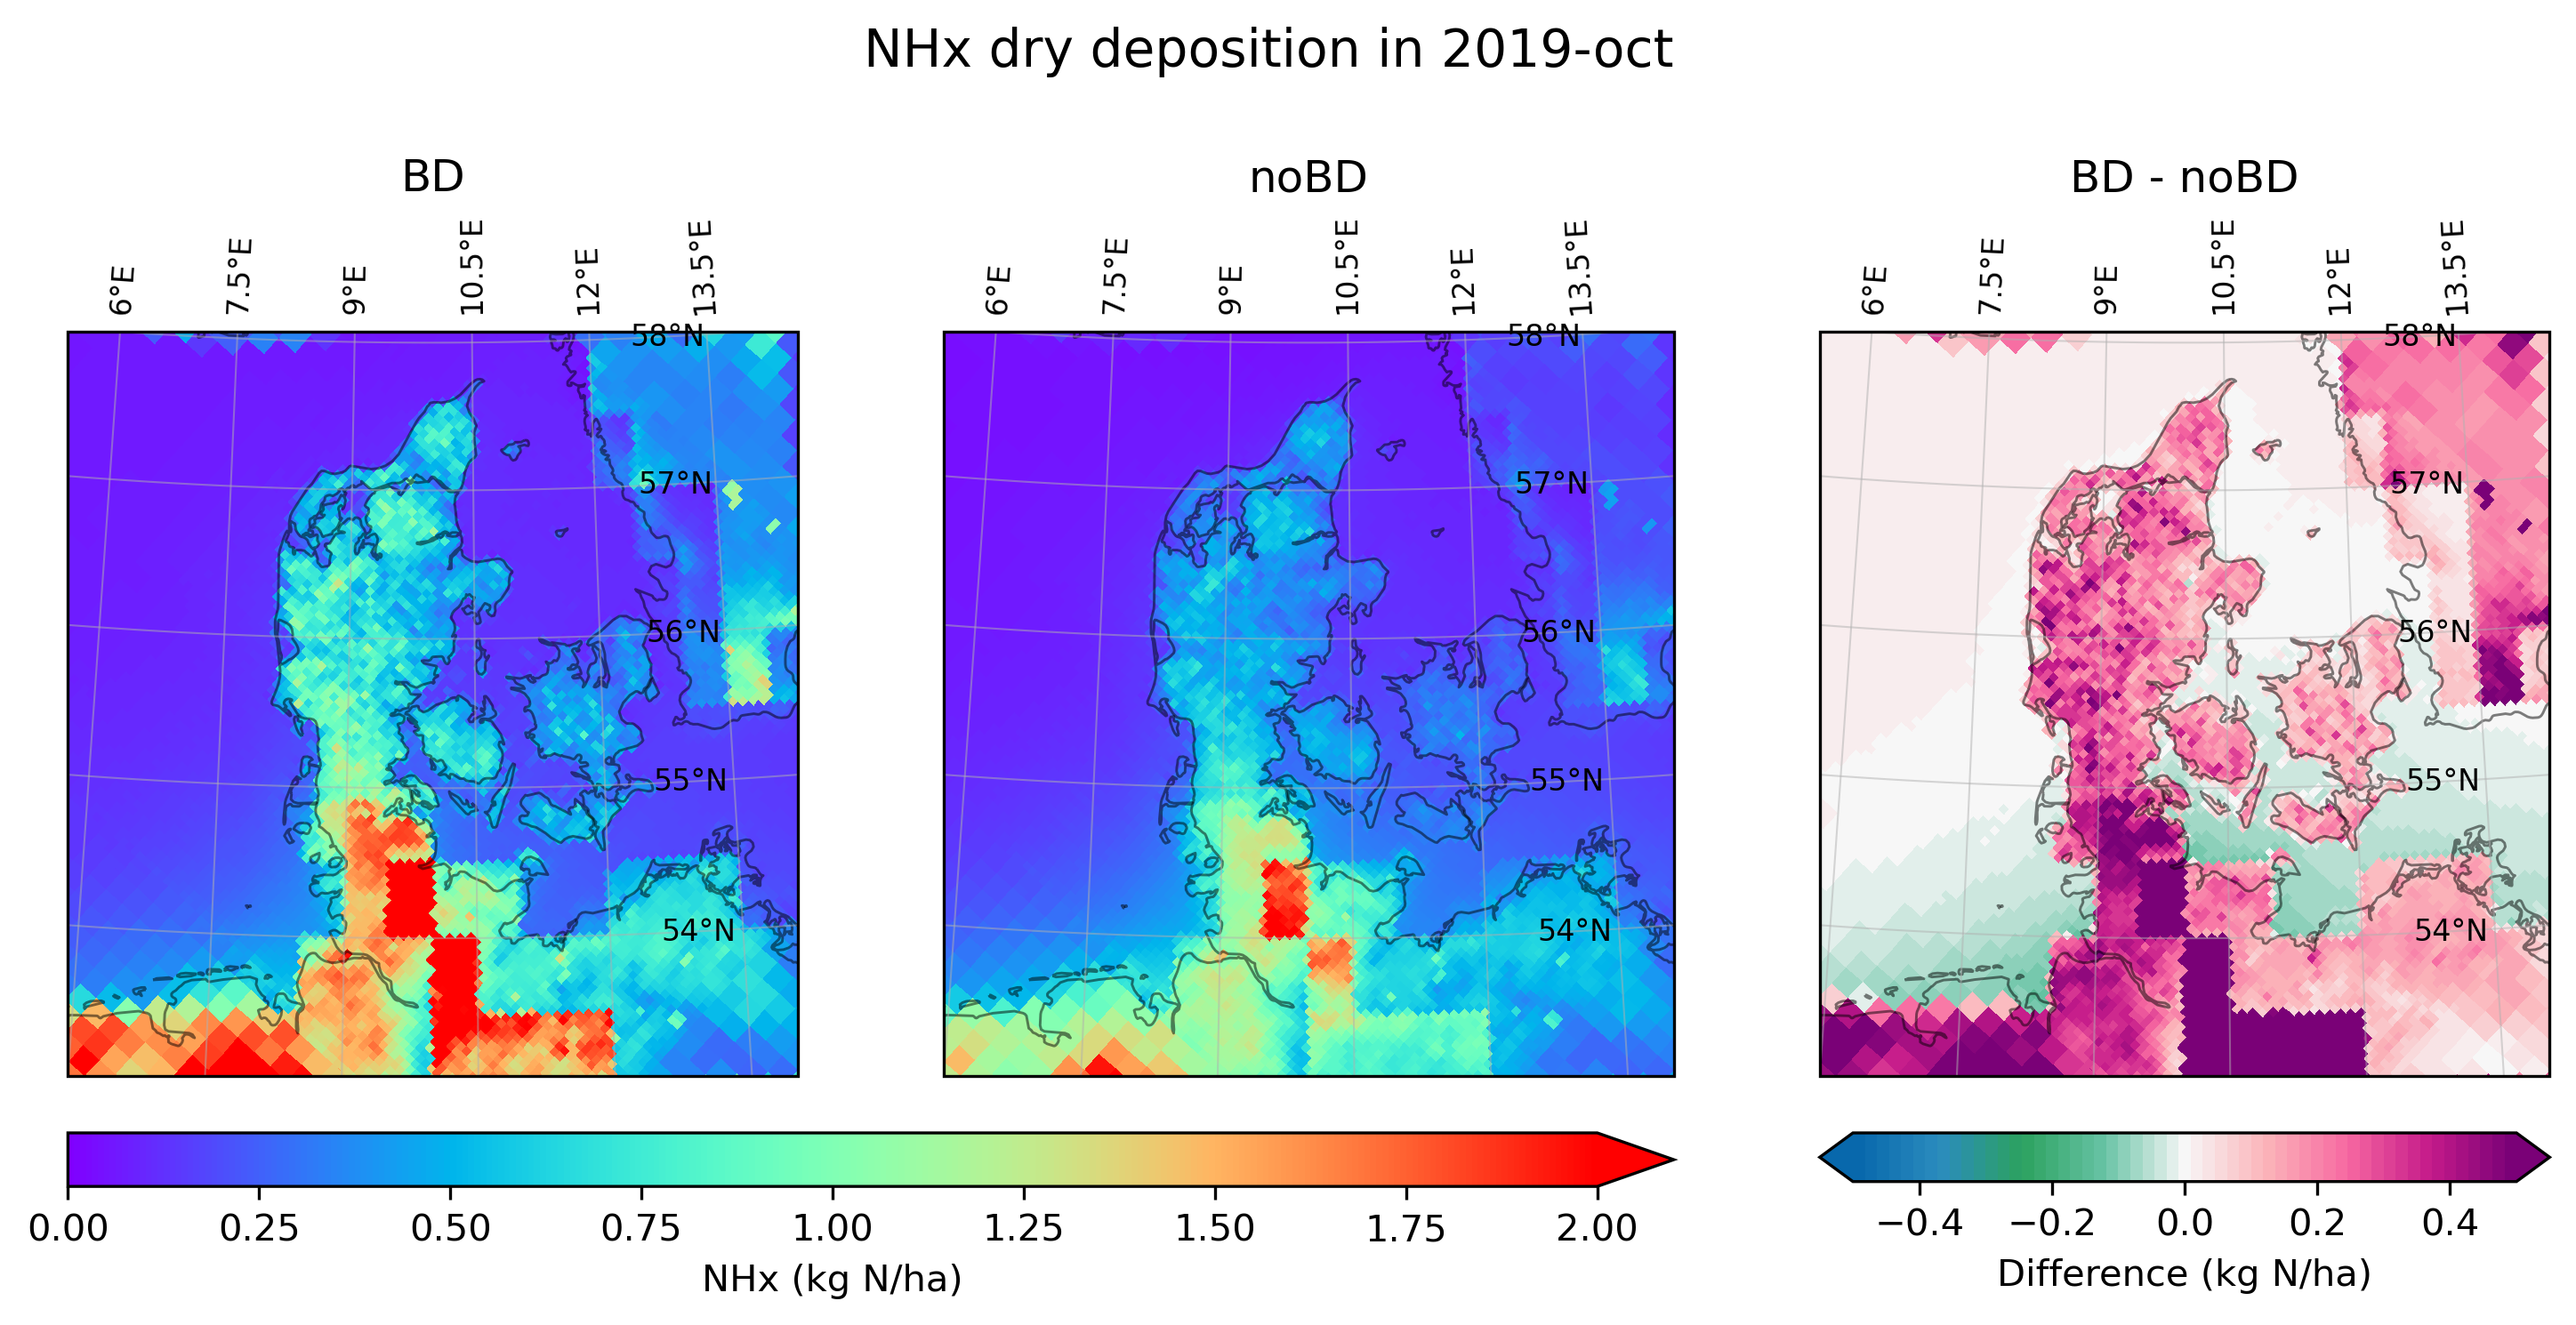 NHx dry deposition in 2019-oct
BD
noBD
BD - noBD
6°E 7.5°E 9°E 10.5°E 12°E 13.5°E
6°E 7.5°E 9°E 10.5°E 12°E 13.5°E
6°E 7.5°E 9°E 10.5°E 12°E 13.5°E
58°N 58°N 58°N
57°N 57°N 57°N
56°N 56°N 56°N
55°N 55°N 55°N
54°N 54°N 54°N
0.00 0.25 0.50 0.75 1.00 1.25 1.50 1.75 2.00
NHx (kg N/ha)
−0.4 −0.2 0.0 0.2 0.4
Difference (kg N/ha)